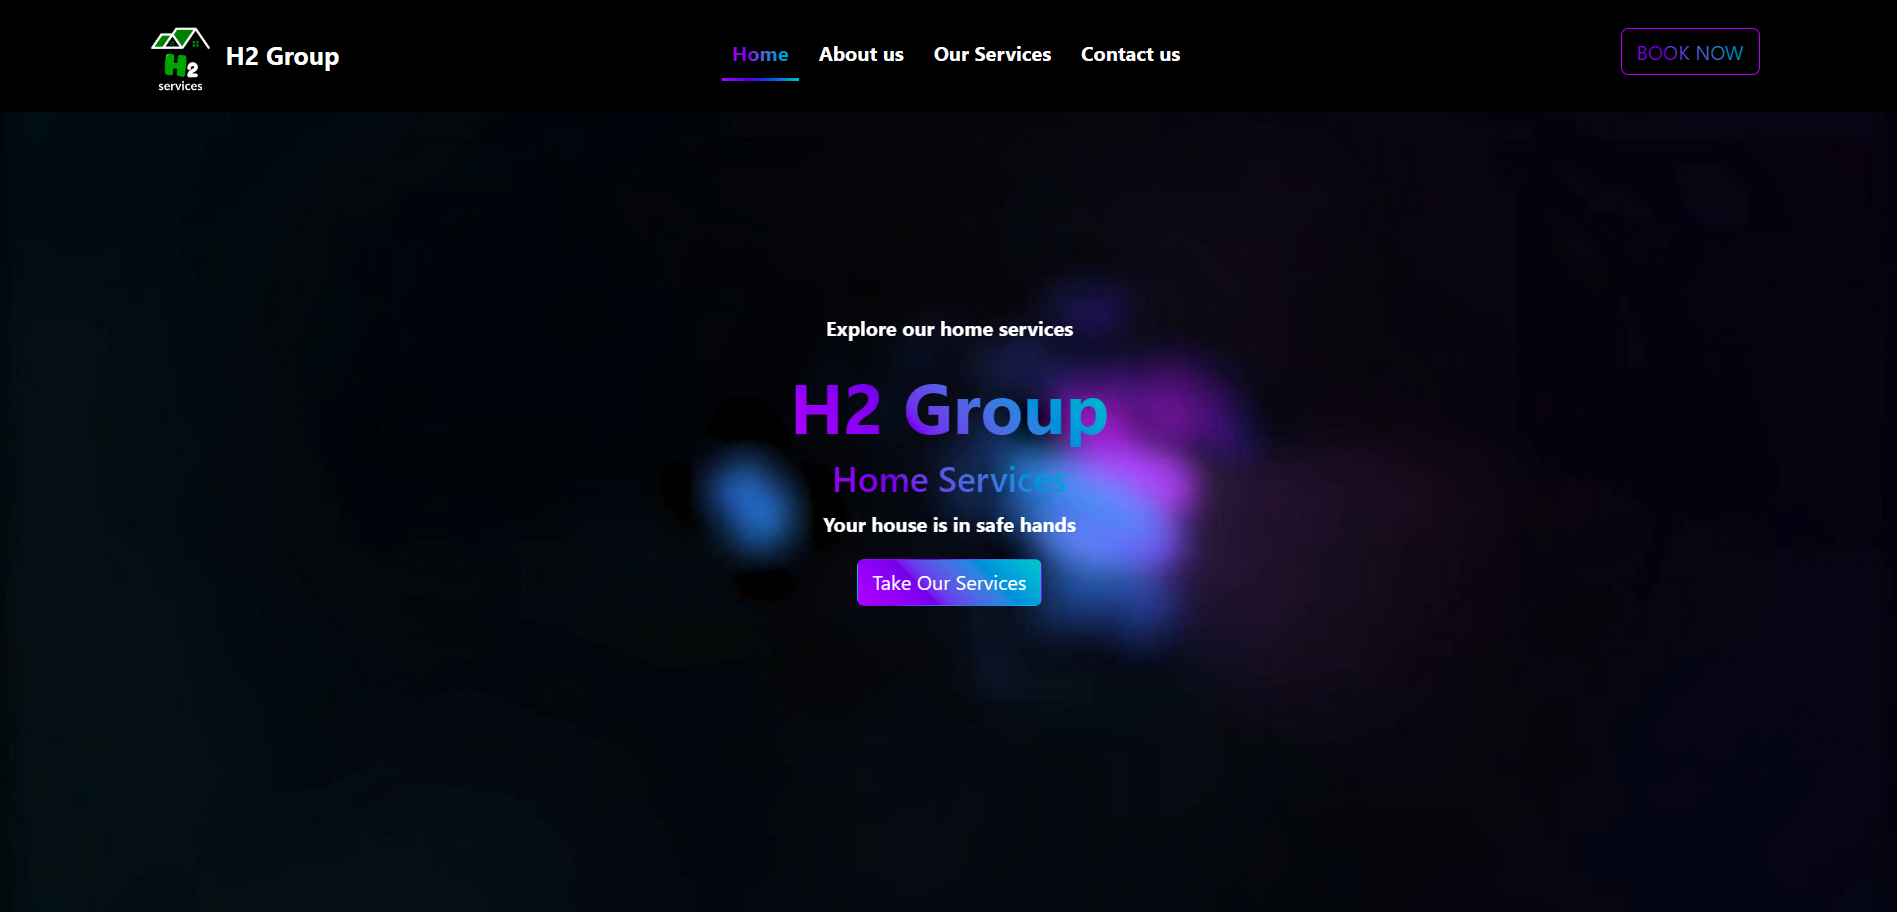 H2
services
H2 Group
Home
About us
Our Services
Contact us
BOOK NOW
Explore our home services
H2 Group
Home Services
Your house is in safe hands
Take Our Services